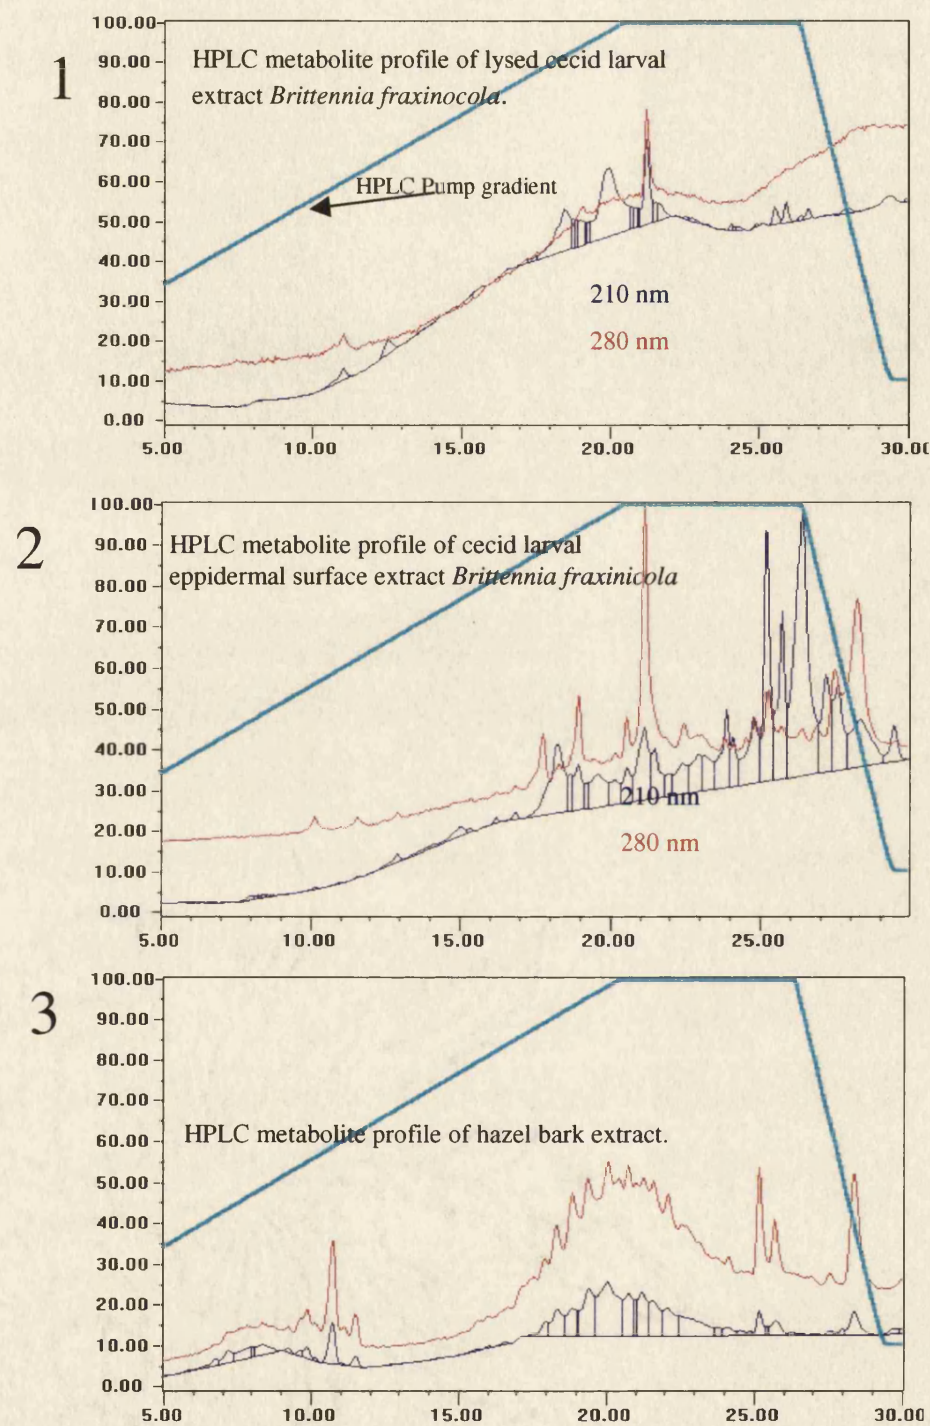 1
100.00
90.00
80.00
70.00
60.00
50.00
40.00
30.00
20.00
10.00
0.00
HPLC metabolite profile of lysed cecid larval
extract Brittennia fraxinocola.
HPLC Pump gradient
210 nm
280 nm
5.00 10.00 15.00 20.00 25.00 30.00
2
100.00
90.00
80.00
70.00
60.00
50.00
40.00
30.00
20.00
10.00
0.00
HPLC metabolite profile of cecid larval
eppidermal surface extract Brittennia fraxinicola
210 nm
280 nm
5.00 10.00 15.00 20.00 25.00
3
100.00
90.00
80.00
70.00
60.00
50.00
40.00
30.00
20.00
10.00
0.00
HPLC metabolite profile of hazel bark extract.
5.00 10.00 15.00 20.00 25.00 30.00